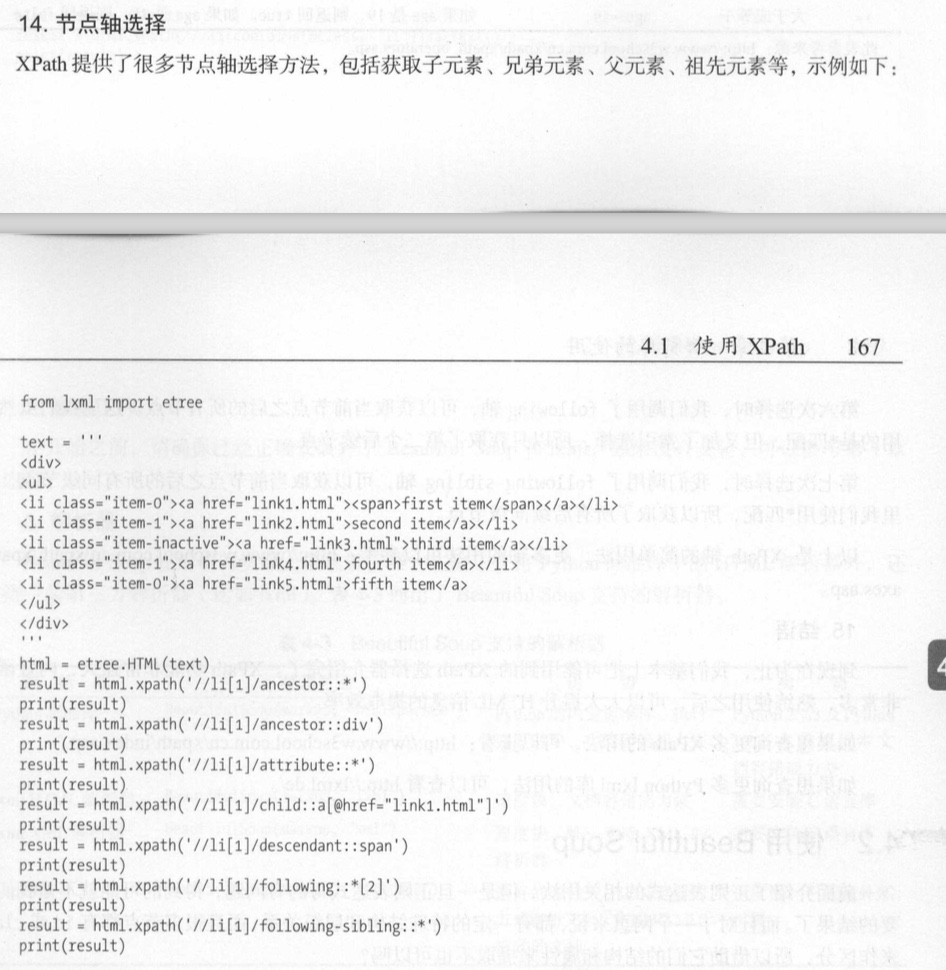 14. 节点轴选择
XPath 提供了很多节点轴选择方法，包括获取子元素、兄弟元素、父元素、祖先元素等，示例如下：
4.1 使用 XPath 167
from lxml import etree
text = '''
<div>
<ul>
<li class="item-0"><a href="link1.html"><span>first item</span></a></li>
<li class="item-1"><a href="link2.html">second item</a></li>
<li class="item-inactive"><a href="link3.html">third item</a></li>
<li class="item-1"><a href="link4.html">fourth item</a></li>
<li class="item-0"><a href="link5.html">fifth item</a>
</ul>
</div>
'''
html = etree.HTML(text)
result = html.xpath('//li[1]/ancestor::*')
print(result)
result = html.xpath('//li[1]/ancestor::div')
print(result)
result = html.xpath('//li[1]/attribute::*')
print(result)
result = html.xpath('//li[1]/child::a[@href="link1.html"]')
print(result)
result = html.xpath('//li[1]/descendant::span')
print(result)
result = html.xpath('//li[1]/following::*[2]')
print(result)
result = html.xpath('//li[1]/following-sibling::*')
print(result)